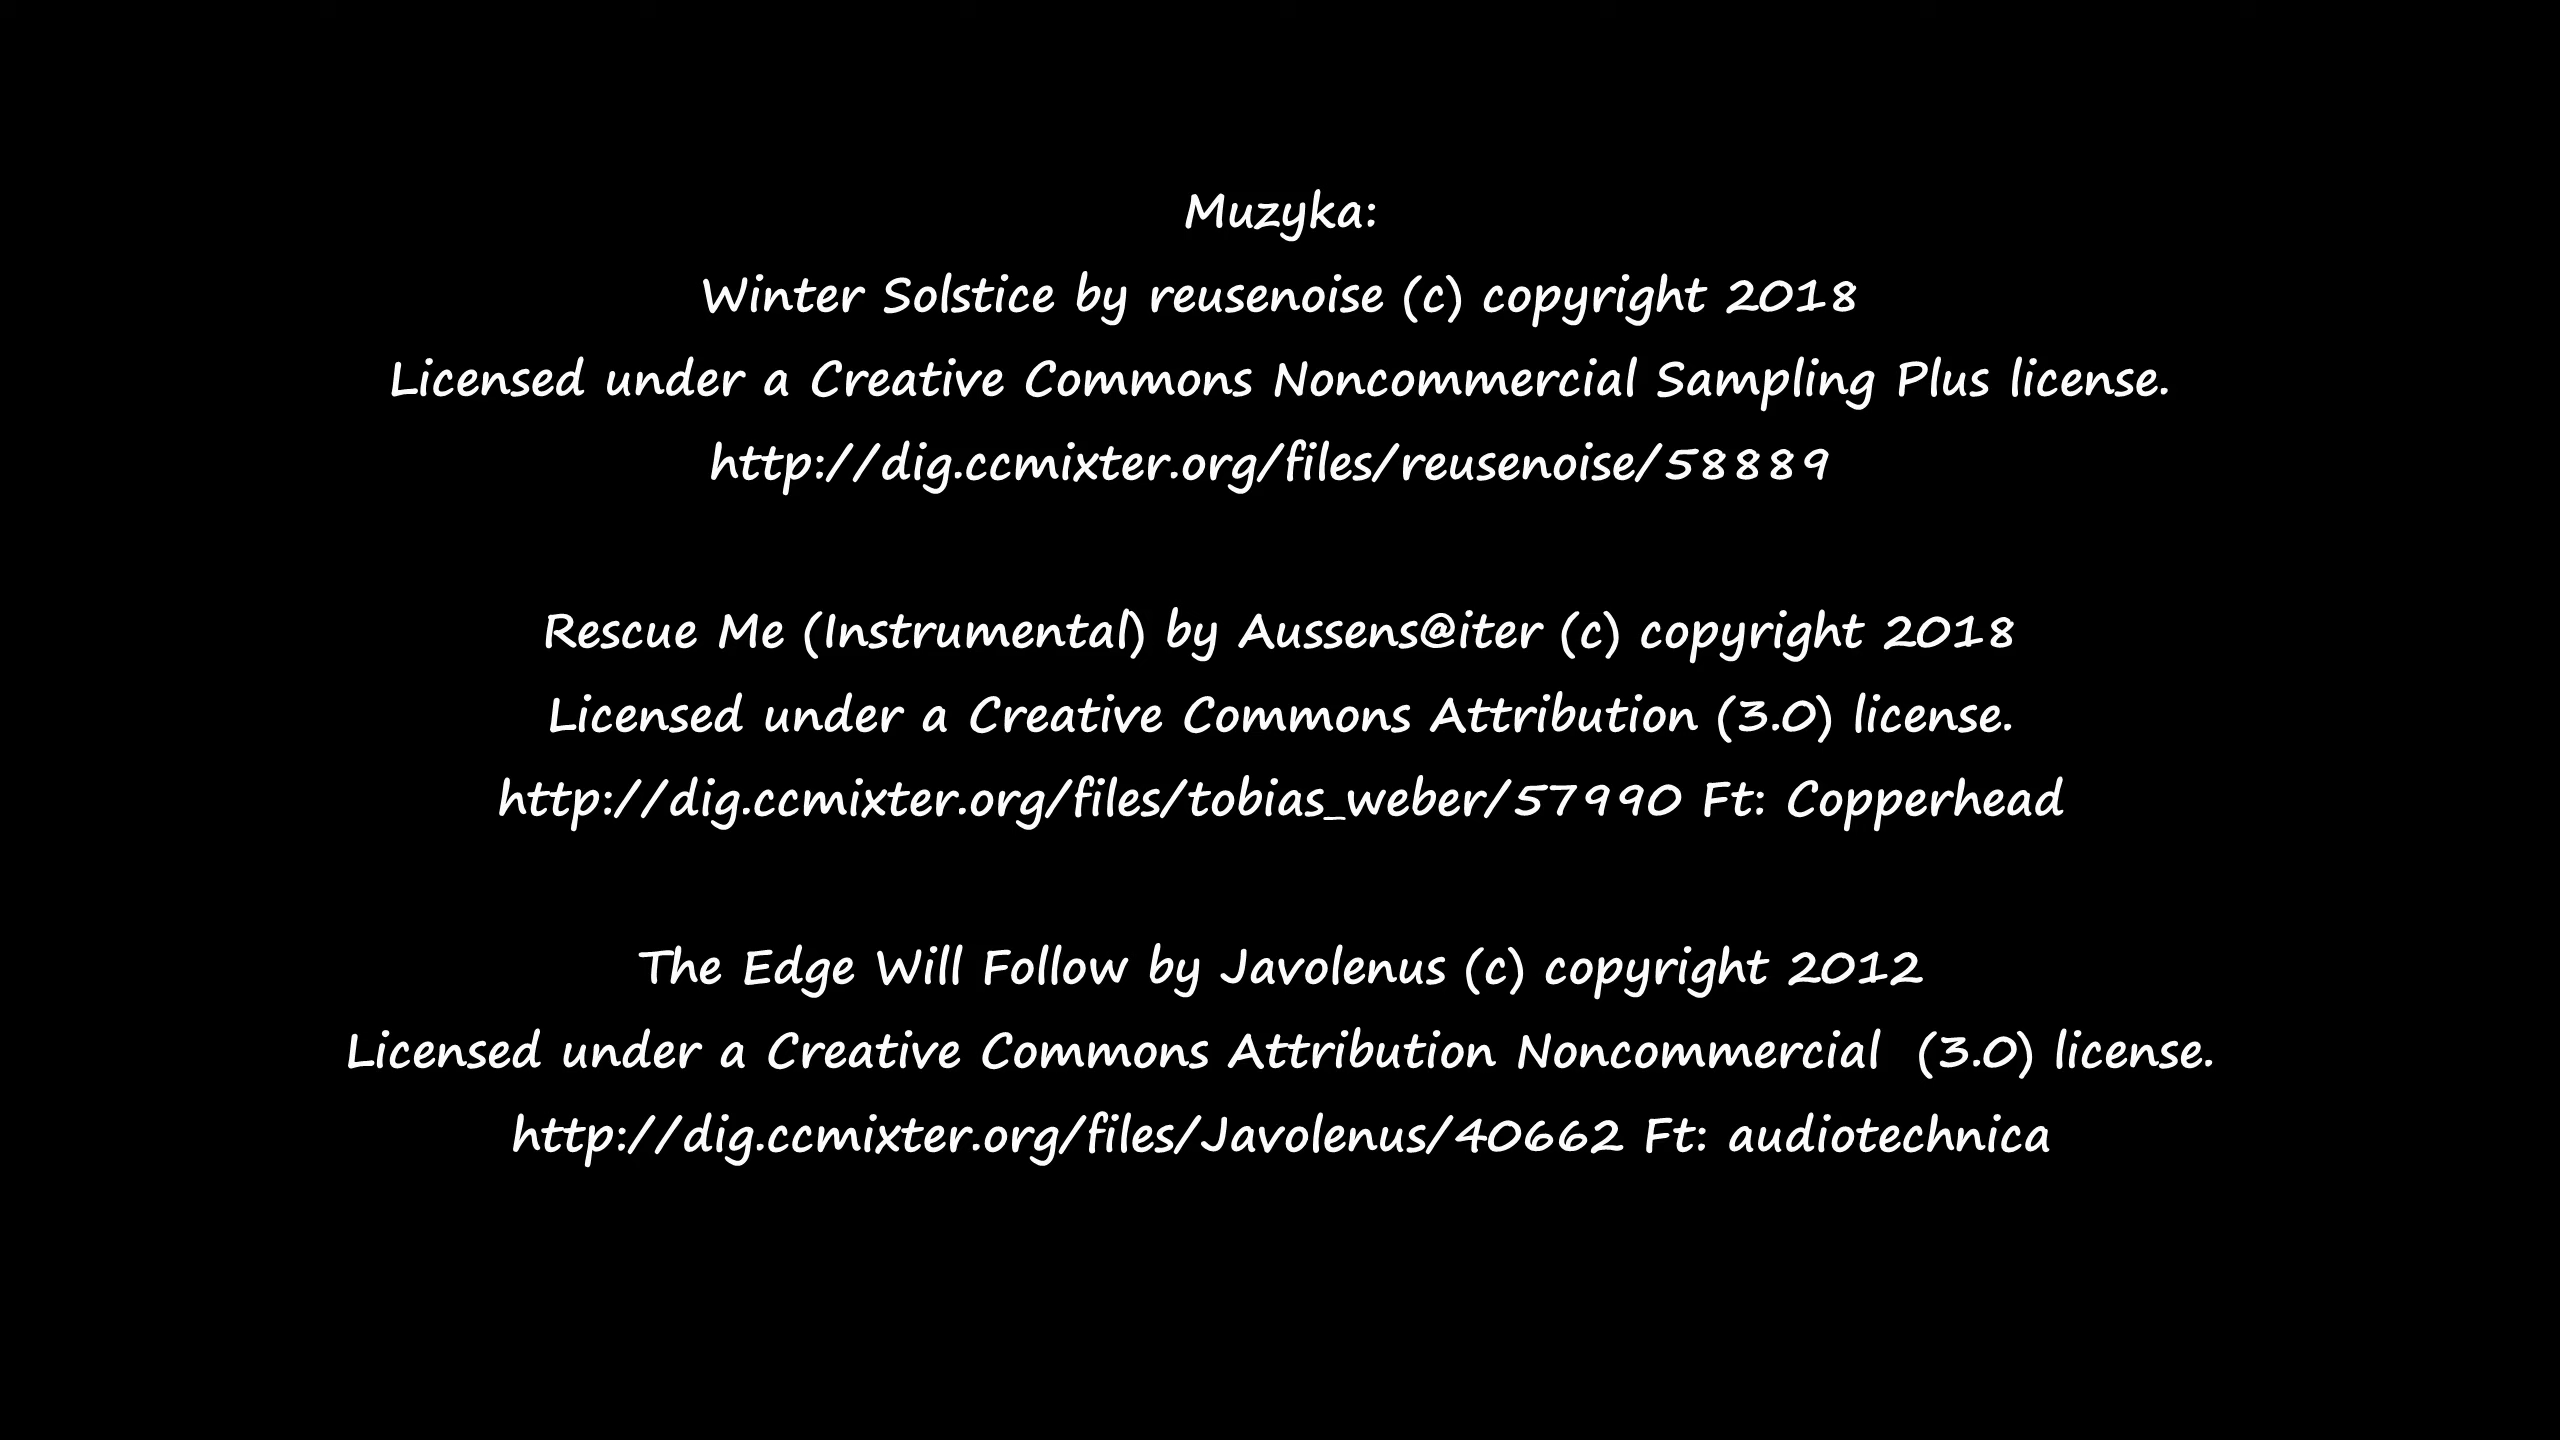 Muzyka:
Winter Solstice by reusenoise (c) copyright 2018
Licensed under a Creative Commons Noncommercial Sampling Plus license.
http://dig.ccmixter.org/files/reusenoise/58889
Rescue Me (Instrumental) by Aussens@iter (c) copyright 2018
Licensed under a Creative Commons Attribution (3.0) license.
http://dig.ccmixter.org/files/tobias_weber/57990 Ft: Copperhead
The Edge Will Follow by Javolenus (c) copyright 2012
Licensed under a Creative Commons Attribution Noncommercial  (3.0) license.
http://dig.ccmixter.org/files/Javolenus/40662 Ft: audiotechnica